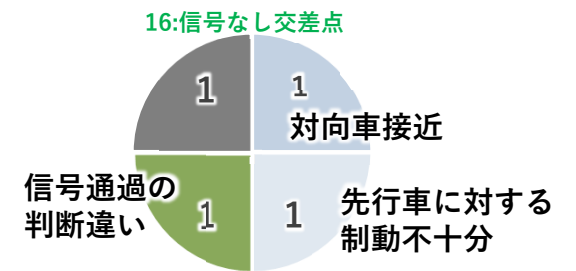 16:信号なし交差点
1
1
対向車接近
信号通過の
判断違い
1
1
先行車に対する
制動不十分